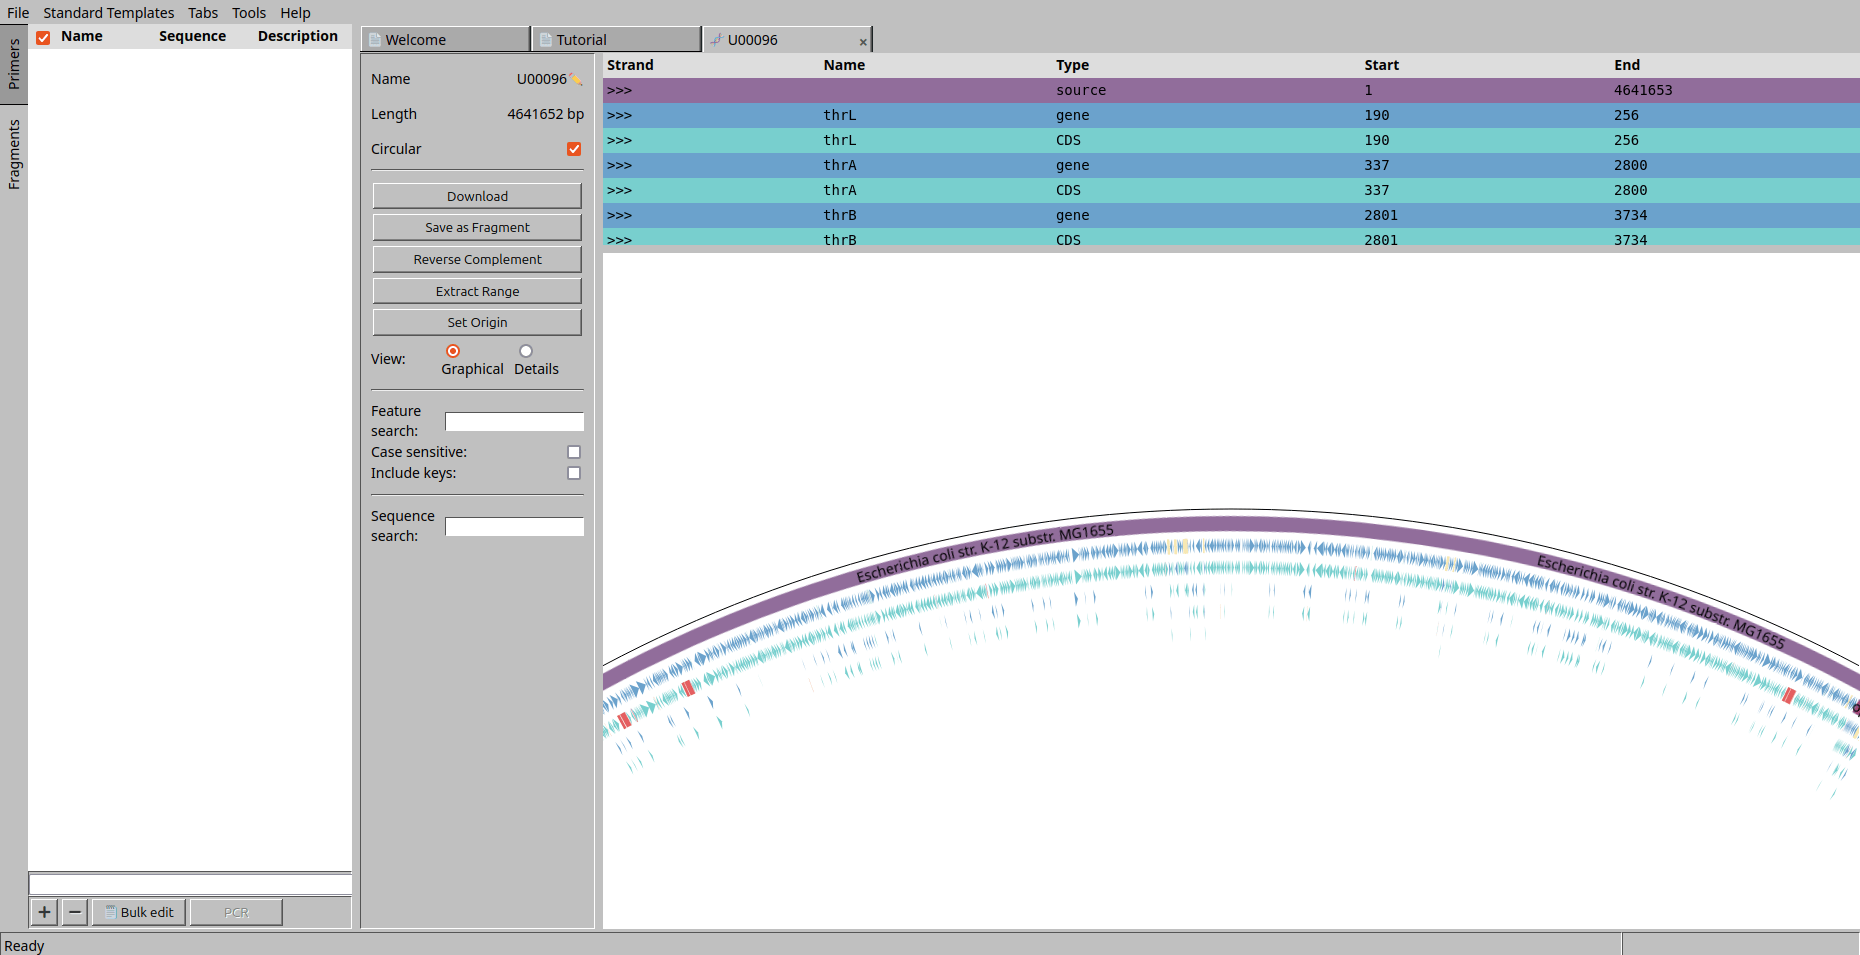 File Standard Templates Tabs Tools Help
Primers
Fragments
Name Sequence Description
Welcome Tutorial U00096 ×
Name U00096
Length 4641652 bp
Circular
Download
Save as Fragment
Reverse Complement
Extract Range
Set Origin
View: Graphical Details
Feature
search:
Case sensitive:
Include keys:
Sequence
search:
Strand Name Type Start End
>>> source 1 4641653
>>> thrL gene 190 256
>>> thrL CDS 190 256
>>> thrA gene 337 2800
>>> thrA CDS 337 2800
>>> thrB gene 2801 3734
>>> thrB CDS 2801 3734
Escherichia coli str. K-12 substr. MG1655
Escherichia coli str. K-12 substr. MG1655
+ − Bulk edit PCR
Ready